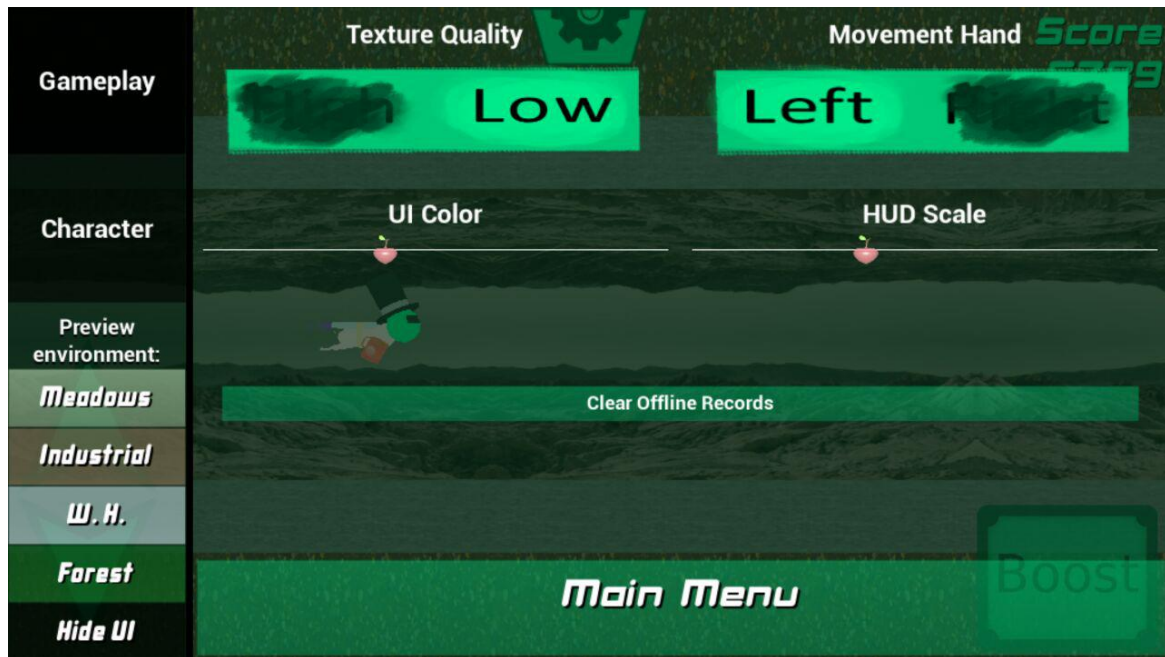 Texture Quality
Movement Hand
Score
Gameplay
Low
Left
Character
UI Color
HUD Scale
Preview
environment:
Meadows
Clear Offline Records
Industrial
W.H.
Forest
Boost
Main Menu
Hide UI